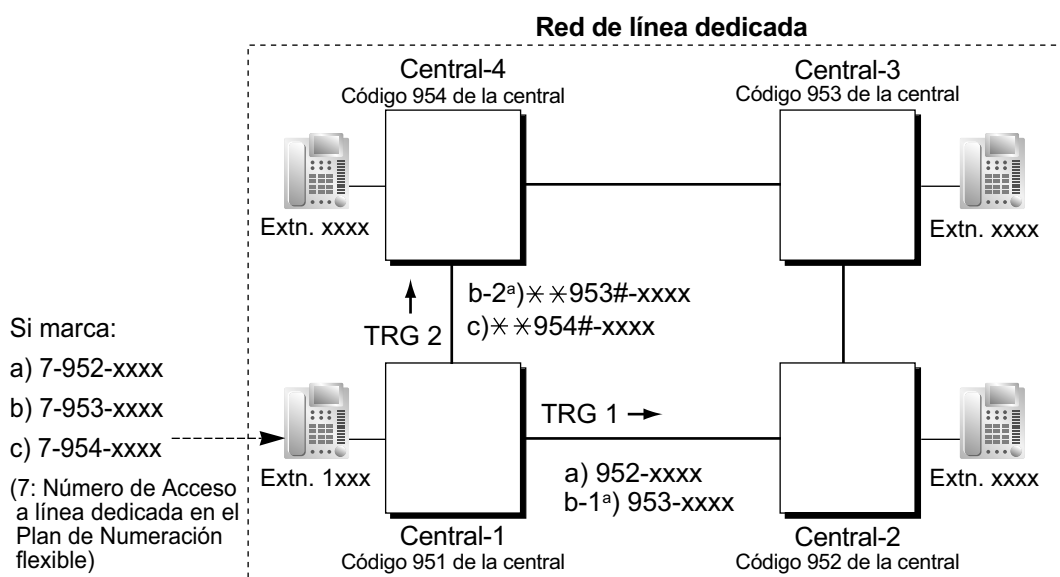 Red de línea dedicada
Central-4
Código 954 de la central
Central-3
Código 953 de la central
Extn. xxxx
Extn. xxxx
b-2ª)✳✳953#-xxxx
c)✳✳954#-xxxx
TRG 2
Si marca:
a) 7-952-xxxx
b) 7-953-xxxx
c) 7-954-xxxx
(7: Número de Acceso
a línea dedicada en el
Plan de Numeración
flexible)
Extn. 1xxx
TRG 1
a) 952-xxxx
b-1ª) 953-xxxx
Extn. xxxx
Central-1
Código 951 de la central
Central-2
Código 952 de la central